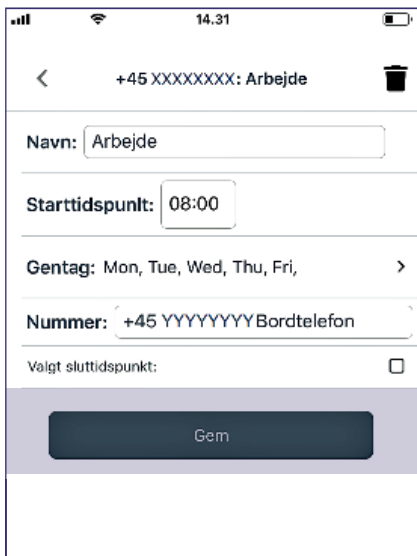 14.31
+45 XXXXXXXX: Arbejde
Navn: Arbejde
Starttidspunlt: 08:00
Gentag: Mon, Tue, Wed, Thu, Fri,
Nummer: +45 YYYYYYYY Bordtelefon
Valgt sluttidspunkt:
Gem